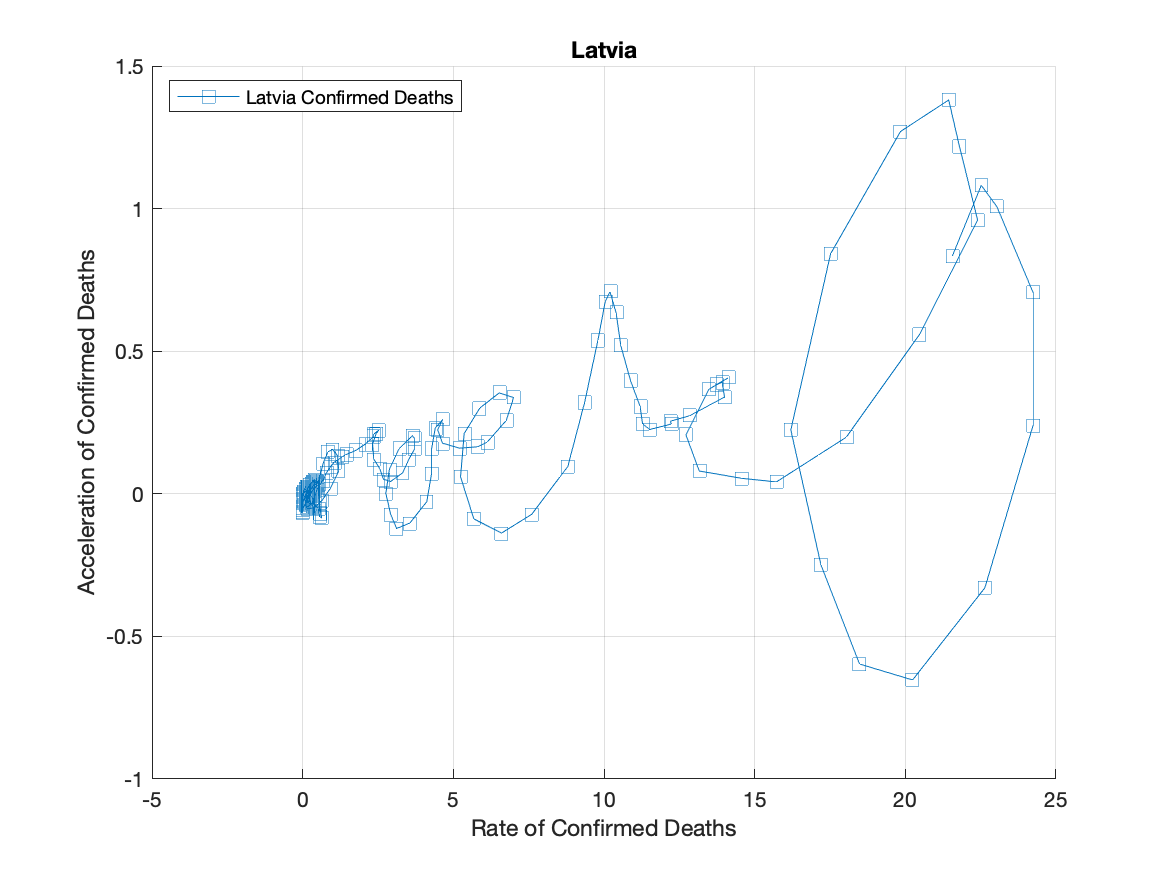 Latvia
1.5
Latvia Confirmed Deaths
1
0.5
0
-0.5
-1
Acceleration of Confirmed Deaths
-5 0 5 10 15 20 25
Rate of Confirmed Deaths